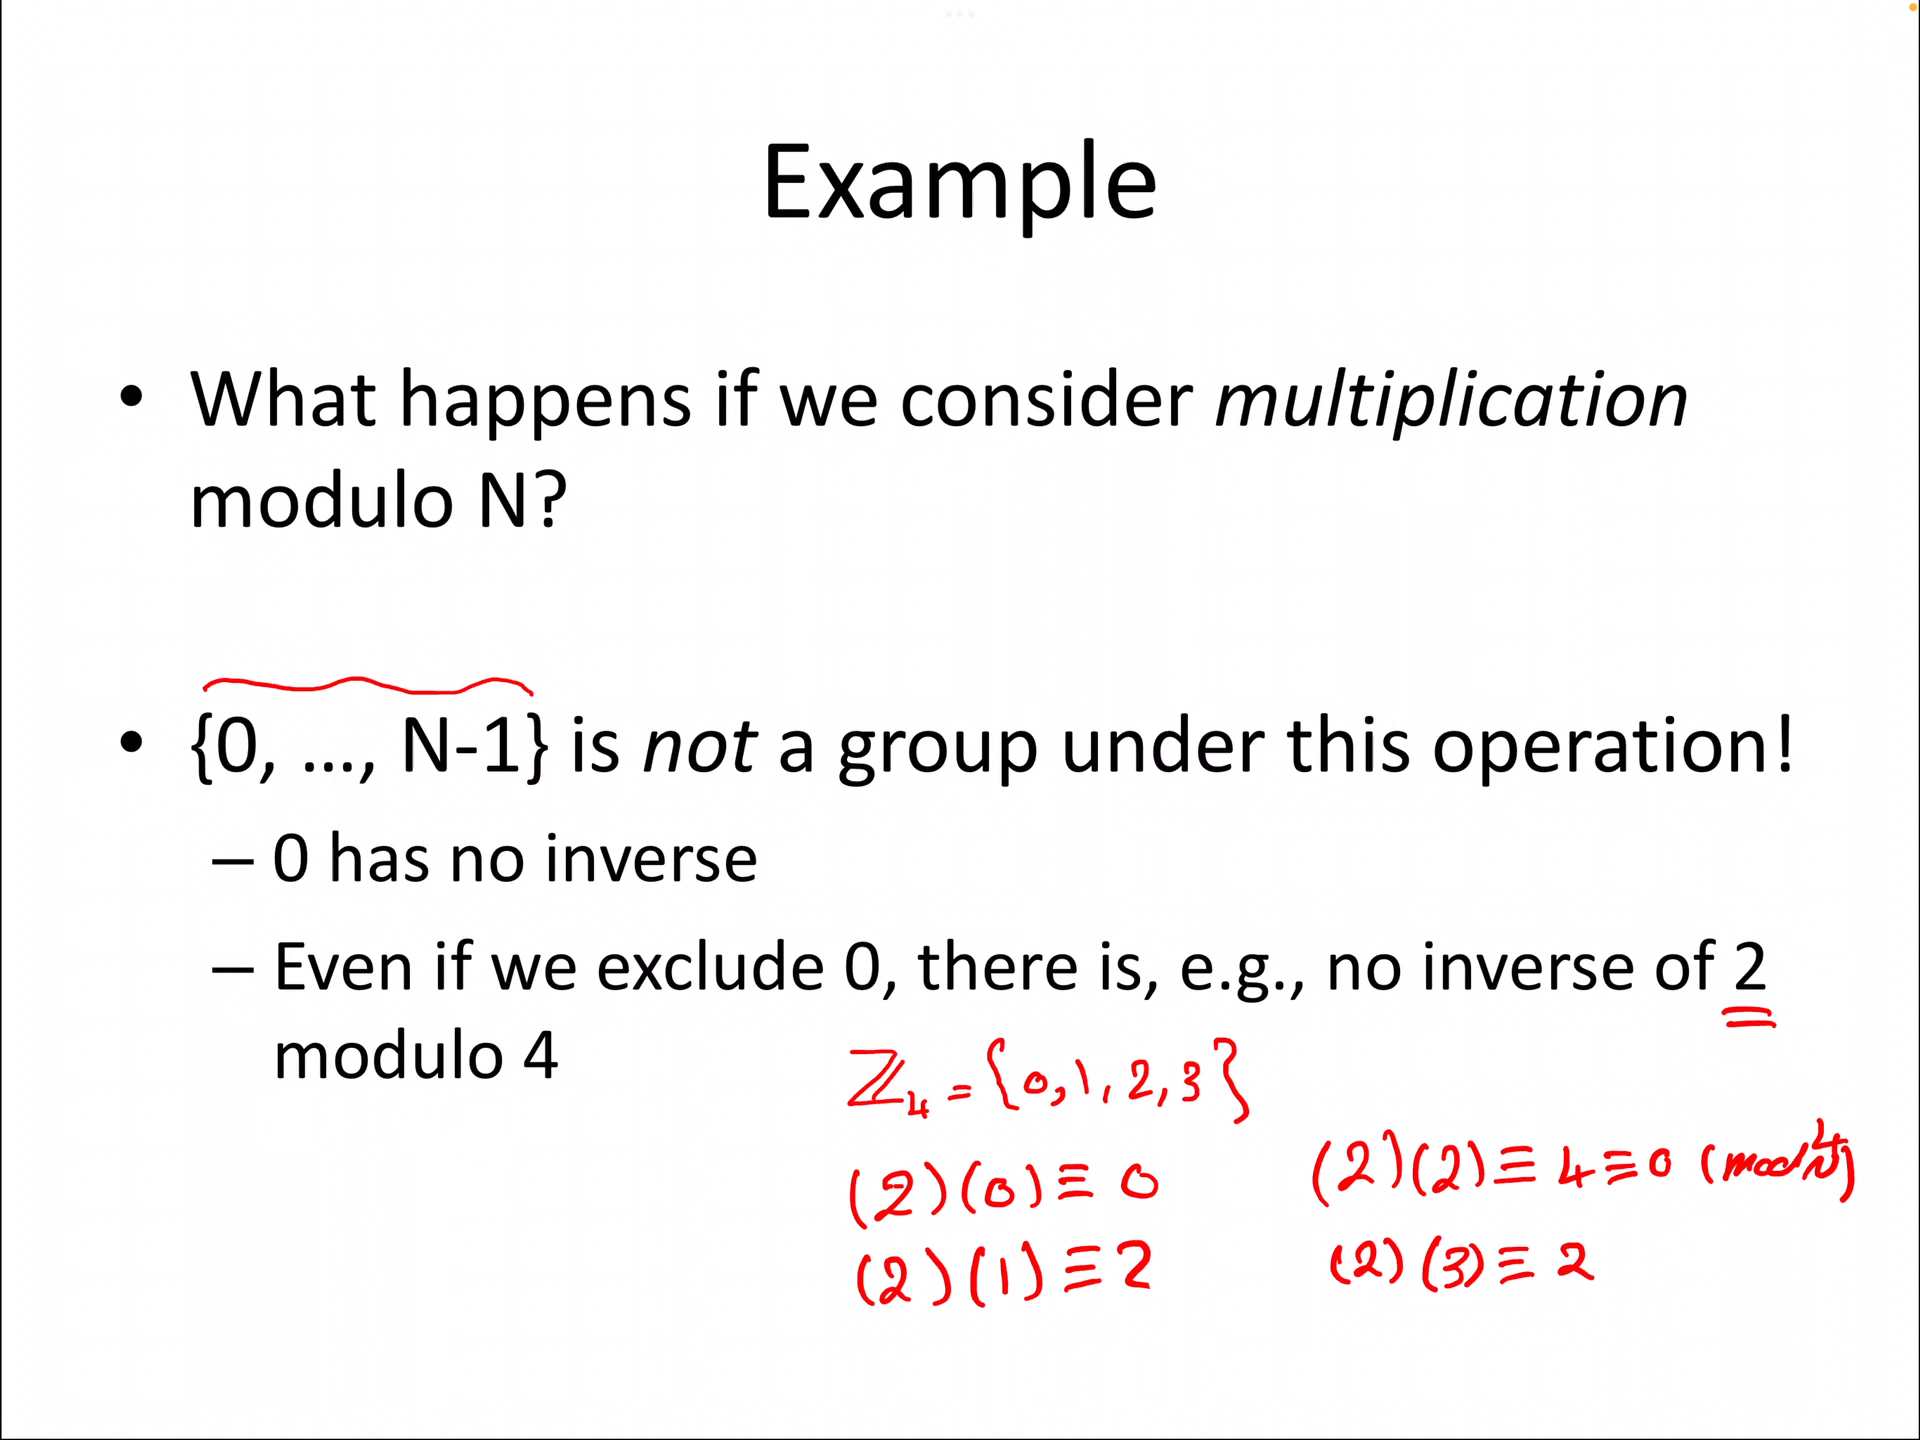 Example
• What happens if we consider multiplication
modulo N?
• {0, …, N-1} is not a group under this operation!
– 0 has no inverse
– Even if we exclude 0, there is, e.g., no inverse of 2
modulo 4
ℤ₄ = {0,1,2,3}
(2)(0) ≡ 0
(2)(2) ≡ 4 ≡ 0 (mod 4)
(2)(1) ≡ 2
(2)(3) ≡ 2